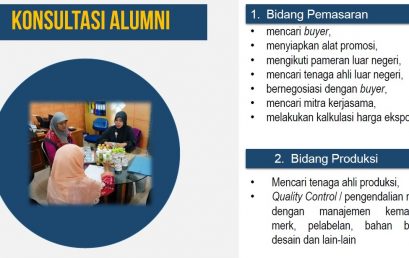 KONSULTASI ALUMNI
1. Bidang Pemasaran
• mencari buyer,
• menyiapkan alat promosi,
• mengikuti pameran luar negeri,
• mencari tenaga ahli luar negeri,
• bernegosiasi dengan buyer,
• mencari mitra kerjasama,
• melakukan kalkulasi harga
2. Bidang Produksi
• Mencari tenaga ahli produksi,
• Quality Control / pengendalian
dengan manajemen
merk, pelabelan, bahan
desain dan lain-lain